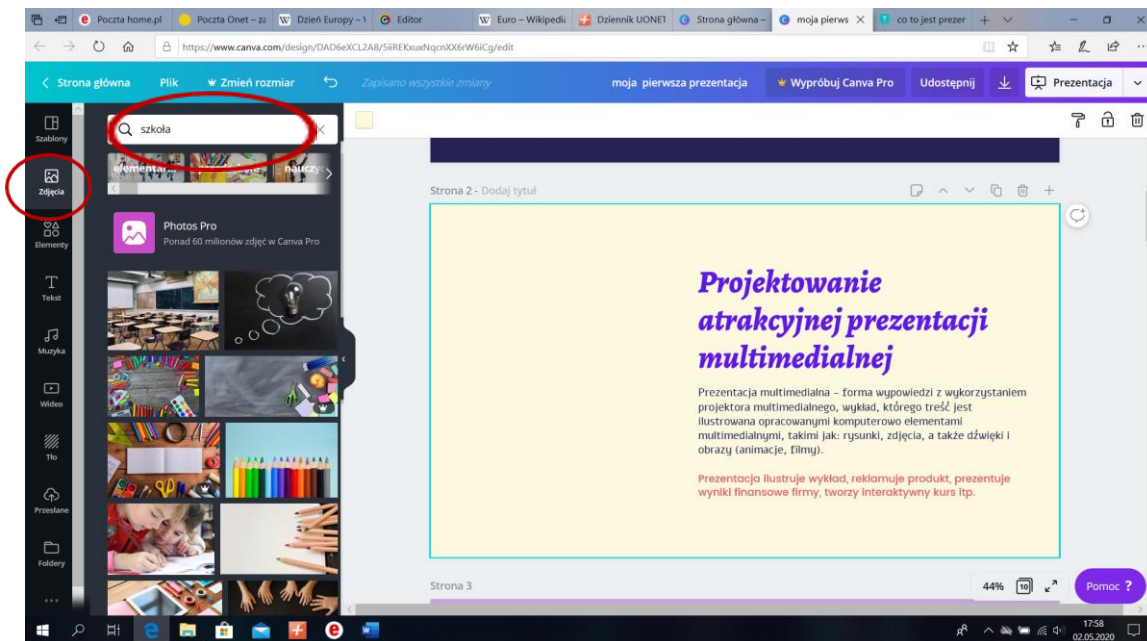 Poczta home.pl
Poczta Onet – za
Dzień Europy – 
Editor
Euro – Wikipedia
Dziennik UONET
Strona główna –
moja pierws
co to jest prezer
https://www.canva.com/design/DAD6eXCL2A8/5iiREKxuxNqcnXX6rW6iCg/edit
Strona główna
Plik
Zmień rozmiar
Zapisano wszystkie zmiany
moja pierwsza prezentacja
Wypróbuj Canva Pro
Udostępnij
Prezentacja
Szablony
Zdjęcia
Elementy
Tekst
Muzyka
Wideo
Tło
Przesłane
Foldery
szkoła
elementar...
nauczyc
Photos Pro
Ponad 60 milionów zdjęć w Canva Pro
Strona 2 - Dodaj tytuł
Projektowanie
atrakcyjnej prezentacji
multimedialnej
Prezentacja multimedialna – forma wypowiedzi z wykorzystaniem
projektora multimedialnego, wykład, którego treść jest
ilustrowana opracowanymi komputerowo elementami
multimedialnymi, takimi jak: rysunki, zdjęcia, a także dźwięki i
obrazy (animacje, filmy).
Prezentacja ilustruje wykład, reklamuje produkt, prezentuje
wyniki finansowe firmy, tworzy interaktywny kurs itp.
Strona 3
44%
10
Pomoc ?
17:58
02.05.2020